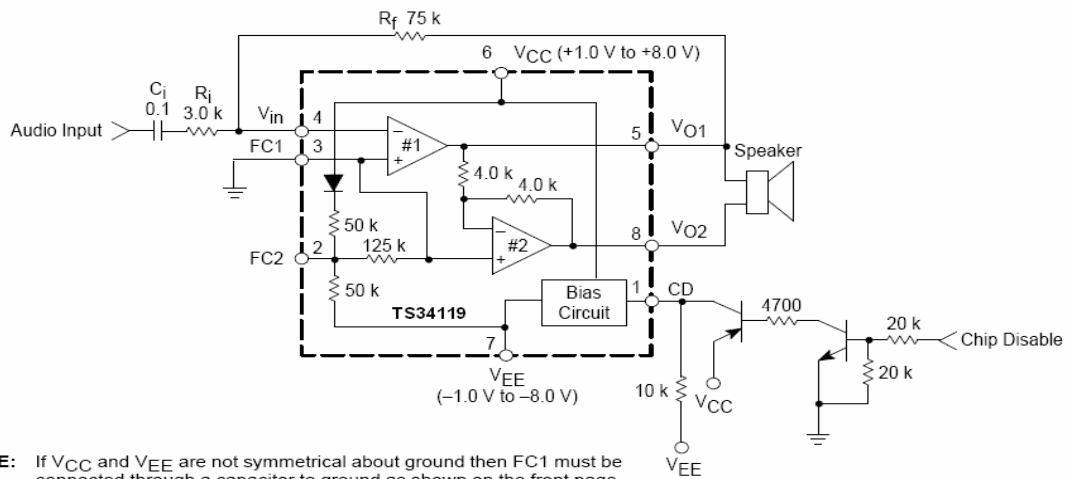 Rf 75 k
6 VCC (+1.0 V to +8.0 V)
Ci
0.1
Ri
3.0 k
Audio Input
Vin
4
FC1
3
#1
5
VO1
Speaker
4.0 k
4.0 k
50 k
#2
8
VO2
FC2
2
125 k
50 k
TS34119
Bias
Circuit
1
CD
4700
20 k
Chip Disable
20 k
7
VEE
(–1.0 V to –8.0 V)
10 k
VCC
VEE
E: If VCC and VEE are not symmetrical about ground then FC1 must be
connected through a capacitor to ground as shown on the front page